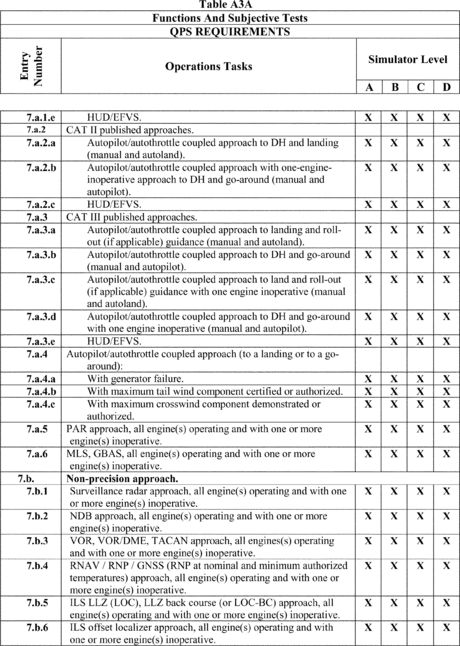 Table A3A
Functions And Subjective Tests
QPS REQUIREMENTS
Entry Number
Operations Tasks
Simulator Level
A B C D
7.a.1.e HUD/EFVS. X X X X
7.a.2 CAT II published approaches.
7.a.2.a Autopilot/autothrottle coupled approach to DH and landing X X X X
(manual and autoland).
7.a.2.b Autopilot/autothrottle coupled approach with one-engine- X X X X
inoperative approach to DH and go-around (manual and
autopilot).
7.a.2.c HUD/EFVS. X X X X
7.a.3 CAT III published approaches.
7.a.3.a Autopilot/autothrottle coupled approach to landing and roll- X X X X
out (if applicable) guidance (manual and autoland).
7.a.3.b Autopilot/autothrottle coupled approach to DH and go-around X X X X
(manual and autopilot).
7.a.3.c Autopilot/autothrottle coupled approach to land and roll-out X X X X
(if applicable) guidance with one engine inoperative (manual
and autoland).
7.a.3.d Autopilot/autothrottle coupled approach to DH and go-around X X X X
with one engine inoperative (manual and autopilot).
7.a.3.e HUD/EFVS. X X X X
7.a.4 Autopilot/autothrottle coupled approach (to a landing or to a go-
around):
7.a.4.a With generator failure. X X X X
7.a.4.b With maximum tail wind component certified or authorized. X X X X
7.a.4.c With maximum crosswind component demonstrated or X X X X
authorized.
7.a.5 PAR approach, all engine(s) operating and with one or more X X X X
engine(s) inoperative.
7.a.6 MLS, GBAS, all engine(s) operating and with one or more X X X X
engine(s) inoperative.
7.b. Non-precision approach.
7.b.1 Surveillance radar approach, all engine(s) operating and with one X X X X
or more engine(s) inoperative.
7.b.2 NDB approach, all engine(s) operating and with one or more X X X X
engine(s) inoperative.
7.b.3 VOR, VOR/DME, TACAN approach, all engines(s) operating X X X X
and with one or more engine(s) inoperative.
7.b.4 RNAV / RNP / GNSS (RNP at nominal and minimum authorized X X X X
temperatures) approach, all engine(s) operating and with one or
more engine(s) inoperative.
7.b.5 ILS LLZ (LOC), LLZ back course (or LOC-BC) approach, all X X X X
engine(s) operating and with one or more engine(s) inoperative.
7.b.6 ILS offset localizer approach, all engine(s) operating and with X X X X
one or more engine(s) inoperative.